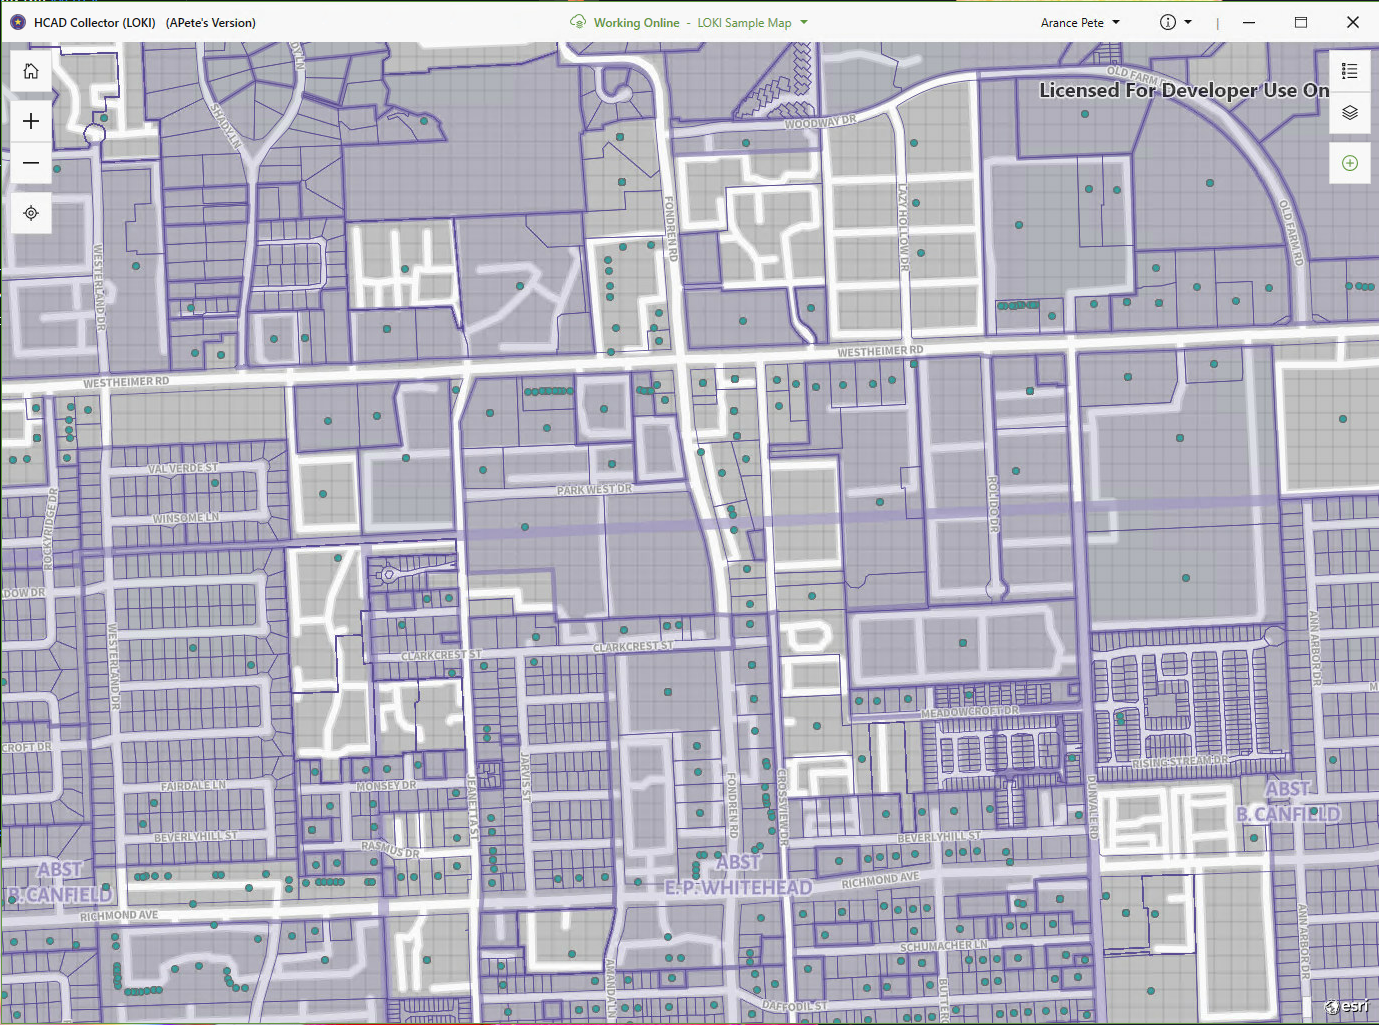 HCAD Collector (LOKI) (APete's Version)
Working Online - LOKI Sample Map
Arance Pete
Licensed For Developer Use On
OLD FARM
WOODWAY DR
SHADY LN
DY LN
FONDREN RD
LAZY HOLLOW DR
OLD FARM RD
WESTERLAND DR
WESTHEIMER RD
WESTHEIMER RD
VAL VERDE ST
WINSOME LN
PARK WEST DR
ROCKYRIDGE DR
DOW DR
WESTERLAND DR
CLARKCREST ST
CLARKCREST ST
ANN ARBOR DR
MEADOWCROFT DR
CROFT DR
RISING STREAM DR
FAIRDALE LN
MONSEY DR
JEANETTA ST
JARVIS ST
FONDREN RD
CROSSVIEW DR
DUNVALE RD
ABST
B. CANFIELD
BEVERLYHILL ST
BEVERLYHILL ST
RASMUS DR
ABST
B. CANFIELD
ABST
E.P. WHITEHEAD
RICHMOND AVE
RICHMOND AVE
SCHUMACHER LN
ANN ARBOR DR
AMANDA LN
DAFFODIL ST
BUTTERC
esri